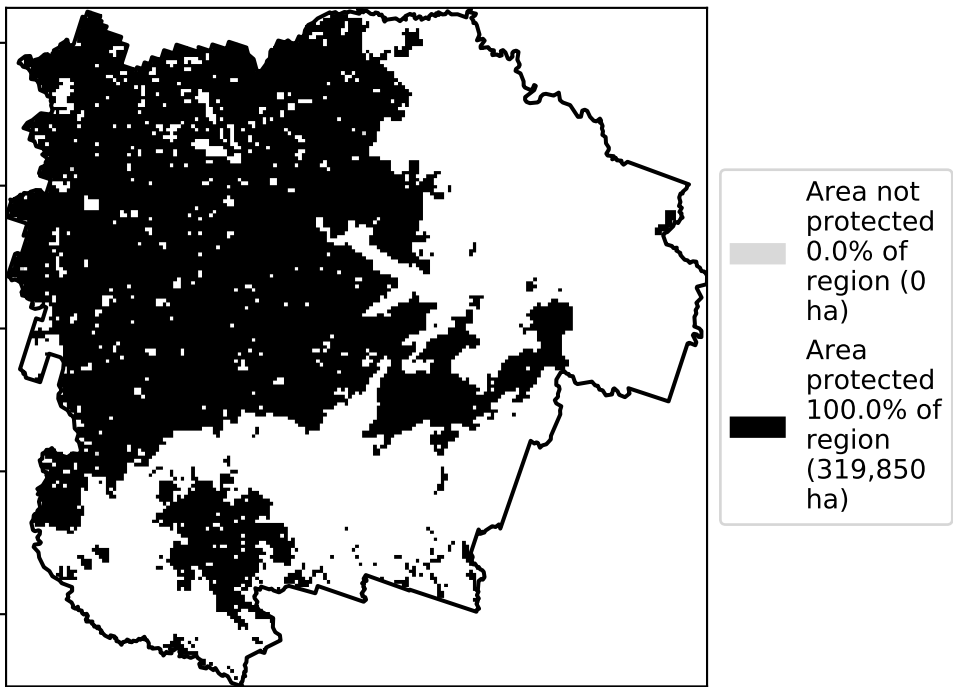 Area not
protected
0.0% of
region (0
ha)
Area
protected
100.0% of
region
(319,850
ha)